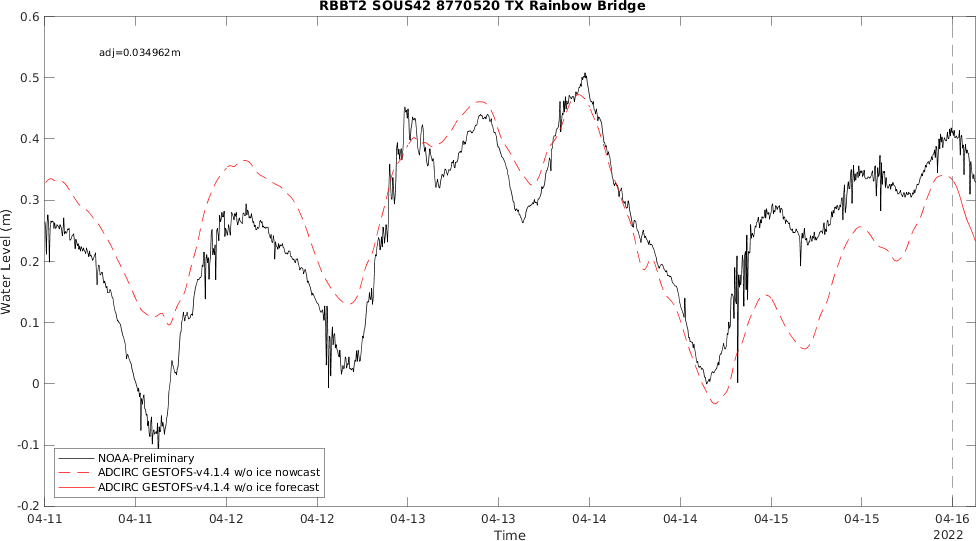 RBBT2 SOUS42 8770520 TX Rainbow Bridge
adj=0.034962m
0.6
0.5
0.4
0.3
0.2
0.1
0
-0.1
-0.2
Water Level (m)
NOAA-Preliminary
ADCIRC GESTOFS-v4.1.4 w/o ice nowcast
ADCIRC GESTOFS-v4.1.4 w/o ice forecast
04-11 04-11 04-12 04-12 04-13 04-13 04-14 04-14 04-15 04-15 04-16
2022
Time